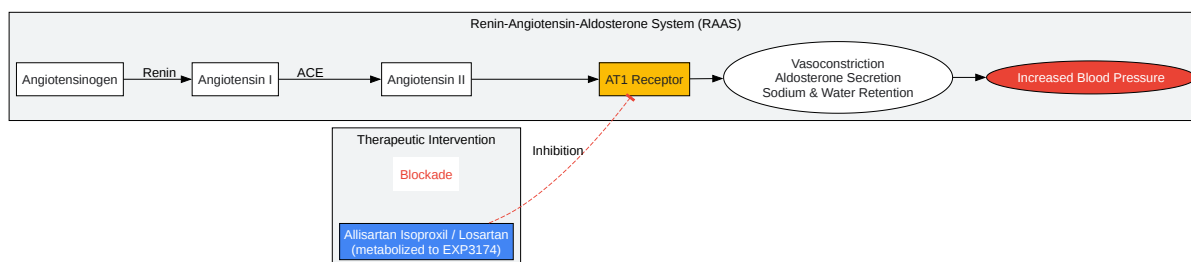 Renin-Angiotensin-Aldosterone System (RAAS)
Angiotensinogen
Renin
Angiotensin I
ACE
Angiotensin II
AT1 Receptor
Vasoconstriction
Aldosterone Secretion
Sodium & Water Retention
Increased Blood Pressure
Therapeutic Intervention
Inhibition
Blockade
Allisartan Isoproxil / Losartan
(metabolized to EXP3174)